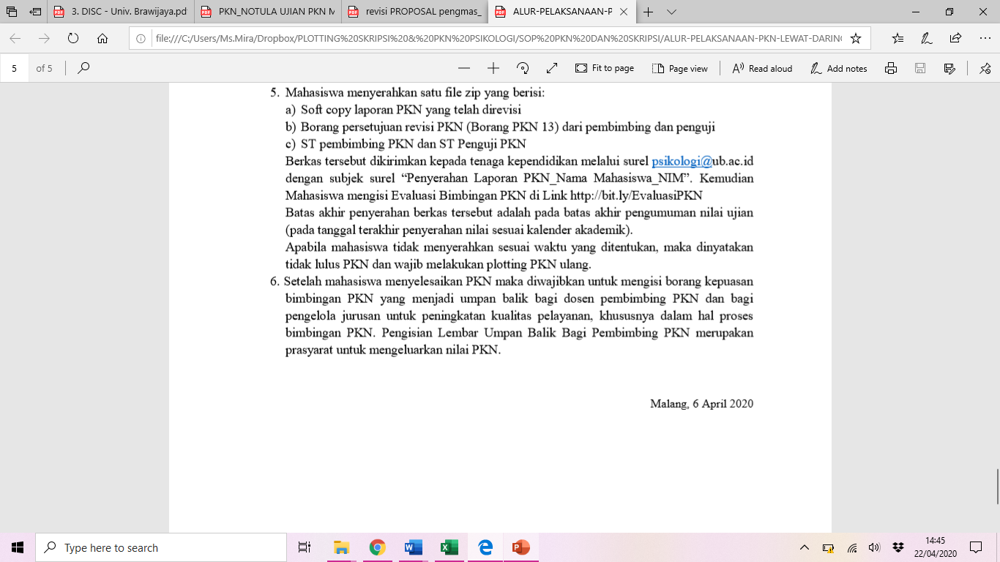 3. DISC - Univ. Brawijaya.pd
PKN_NOTULA UJIAN PKN M
revisi PROPOSAL pengmas_
ALUR-PELAKSANAAN-P
file:///C:/Users/Ms.Mira/Dropbox/PLOTTING%20SKRIPSI%20&%20PKN%20PSIKOLOGI/SOP%20PKN%20DAN%20SKRIPSI/ALUR-PELAKSANAAN-PKN-LEWAT-DARING
5 of 5 Fit to page Page view Read aloud Add notes
5. Mahasiswa menyerahkan satu file zip yang berisi:
a) Soft copy laporan PKN yang telah direvisi
b) Borang persetujuan revisi PKN (Borang PKN 13) dari pembimbing dan penguji
c) ST pembimbing PKN dan ST Penguji PKN
Berkas tersebut dikirimkan kepada tenaga kependidikan melalui surel psikologi@ub.ac.id
dengan subjek surel “Penyerahan Laporan PKN_Nama Mahasiswa_NIM”. Kemudian
Mahasiswa mengisi Evaluasi Bimbingan PKN di Link http://bit.ly/EvaluasiPKN
Batas akhir penyerahan berkas tersebut adalah pada batas akhir pengumuman nilai ujian
(pada tanggal terakhir penyerahan nilai sesuai kalender akademik).
Apabila mahasiswa tidak menyerahkan sesuai waktu yang ditentukan, maka dinyatakan
tidak lulus PKN dan wajib melakukan plotting PKN ulang.
6. Setelah mahasiswa menyelesaikan PKN maka diwajibkan untuk mengisi borang kepuasan
bimbingan PKN yang menjadi umpan balik bagi dosen pembimbing PKN dan bagi
pengelola jurusan untuk peningkatan kualitas pelayanan, khususnya dalam hal proses
bimbingan PKN. Pengisian Lembar Umpan Balik Bagi Pembimbing PKN merupakan
prasyarat untuk mengeluarkan nilai PKN.
Malang, 6 April 2020
Type here to search
14:45
22/04/2020